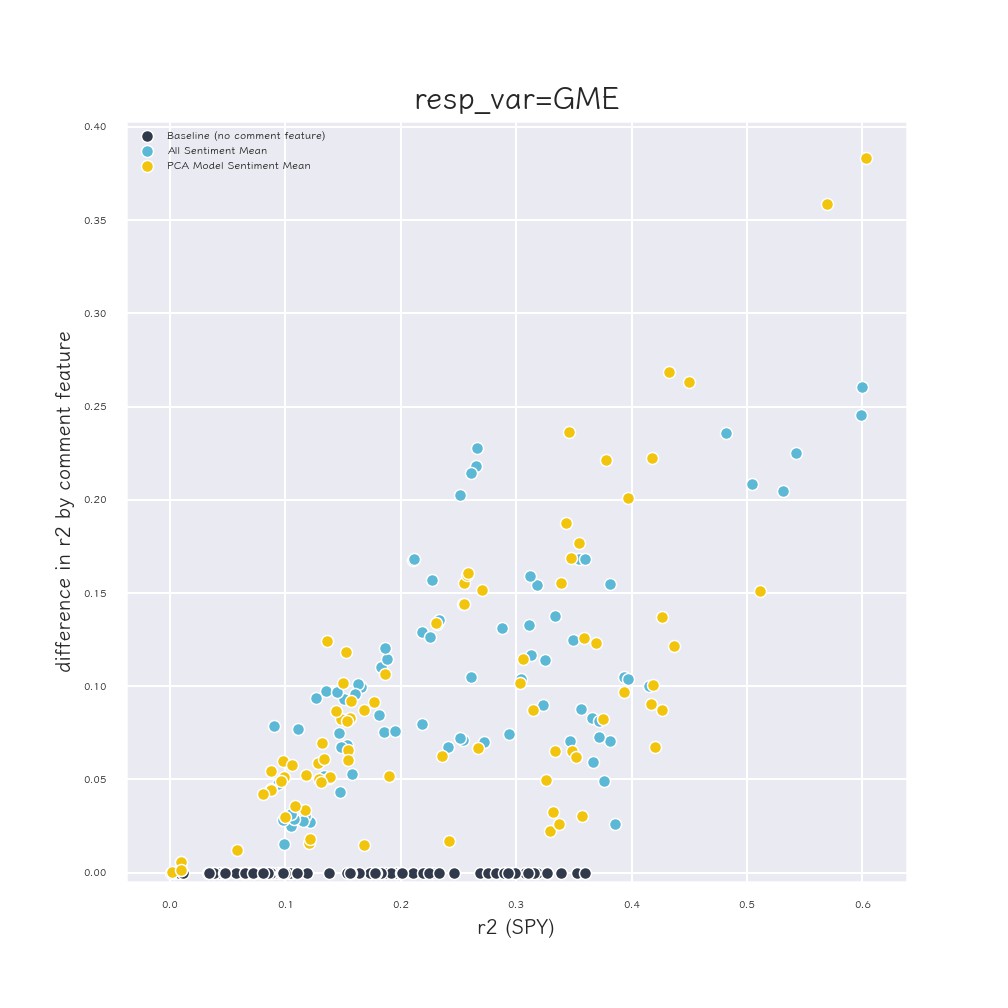 resp_var=GME
Baseline (no comment feature)
All Sentiment Mean
PCA Model Sentiment Mean
difference in r2 by comment feature
0.40
0.35
0.30
0.25
0.20
0.15
0.10
0.05
0.00
0.0 0.1 0.2 0.3 0.4 0.5 0.6
r2 (SPY)